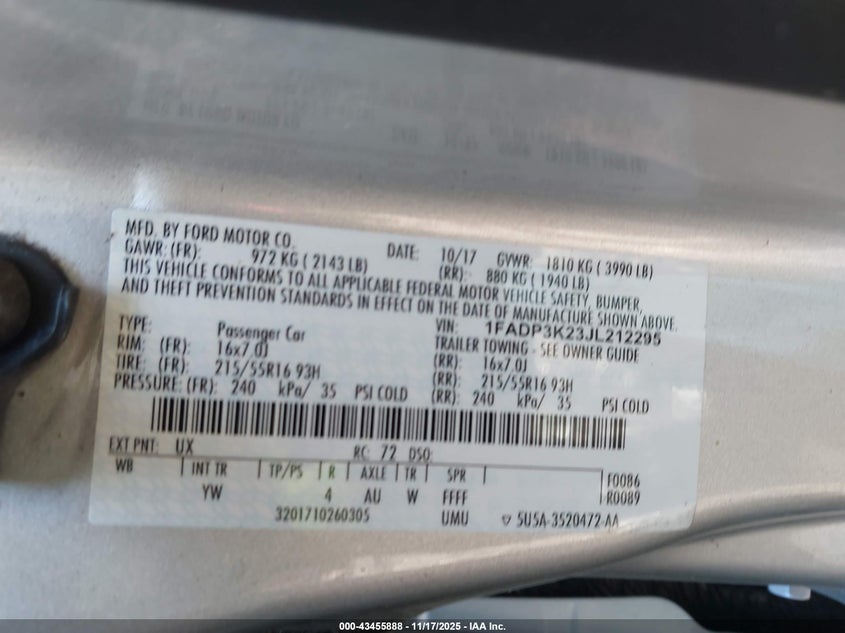 MFD. BY FORD MOTOR CO.
DATE: 10/17 GVWR: 1810 KG ( 3990 LB)
GAWR: (FR): 972 KG ( 2143 LB) (RR): 880 KG ( 1940 LB)
THIS VEHICLE CONFORMS TO ALL APPLICABLE FEDERAL MOTOR VEHICLE SAFETY, BUMPER,
AND THEFT PREVENTION STANDARDS IN EFFECT ON THE DATE OF MANUFACTURE SHOWN ABOVE.
VIN: 1FADP3K23JL212295
TYPE: Passenger Car TRAILER TOWING - SEE OWNER GUIDE
RIM: (FR): 16x7.0J (RR): 16x7.0J
TIRE: (FR): 215/55R16 93H (RR): 215/55R16 93H
PRESSURE: (FR): 240 kPa/ 35 PSI COLD (RR): 240 kPa/ 35 PSI COLD
EXT PNT: UX RC: 72 DSO:
WB INT TR TP/PS R AXLE TR SPR F0086
YW 4 AU W FFFF R0089
3201710260305 UMU 5U5A-3520472-AA
000-43455888 - 11/17/2025 - IAA Inc.